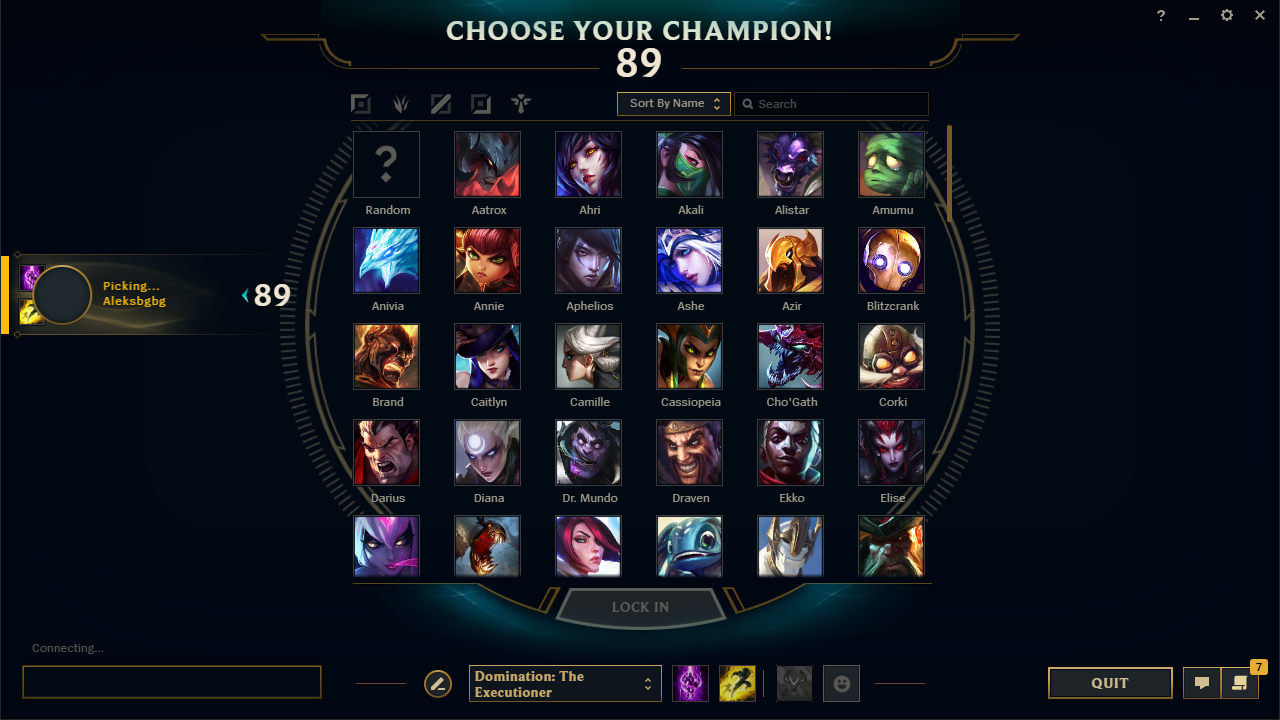 CHOOSE YOUR CHAMPION!
89
Sort By Name
Search
Random
Aatrox
Ahri
Akali
Alistar
Amumu
Anivia
Annie
Aphelios
Ashe
Azir
Blitzcrank
Picking...
Aleksbgbg
89
Brand
Caitlyn
Camille
Cassiopeia
Cho'Gath
Corki
Darius
Diana
Dr. Mundo
Draven
Ekko
Elise
LOCK IN
Connecting...
Domination: The
Executioner
QUIT
7